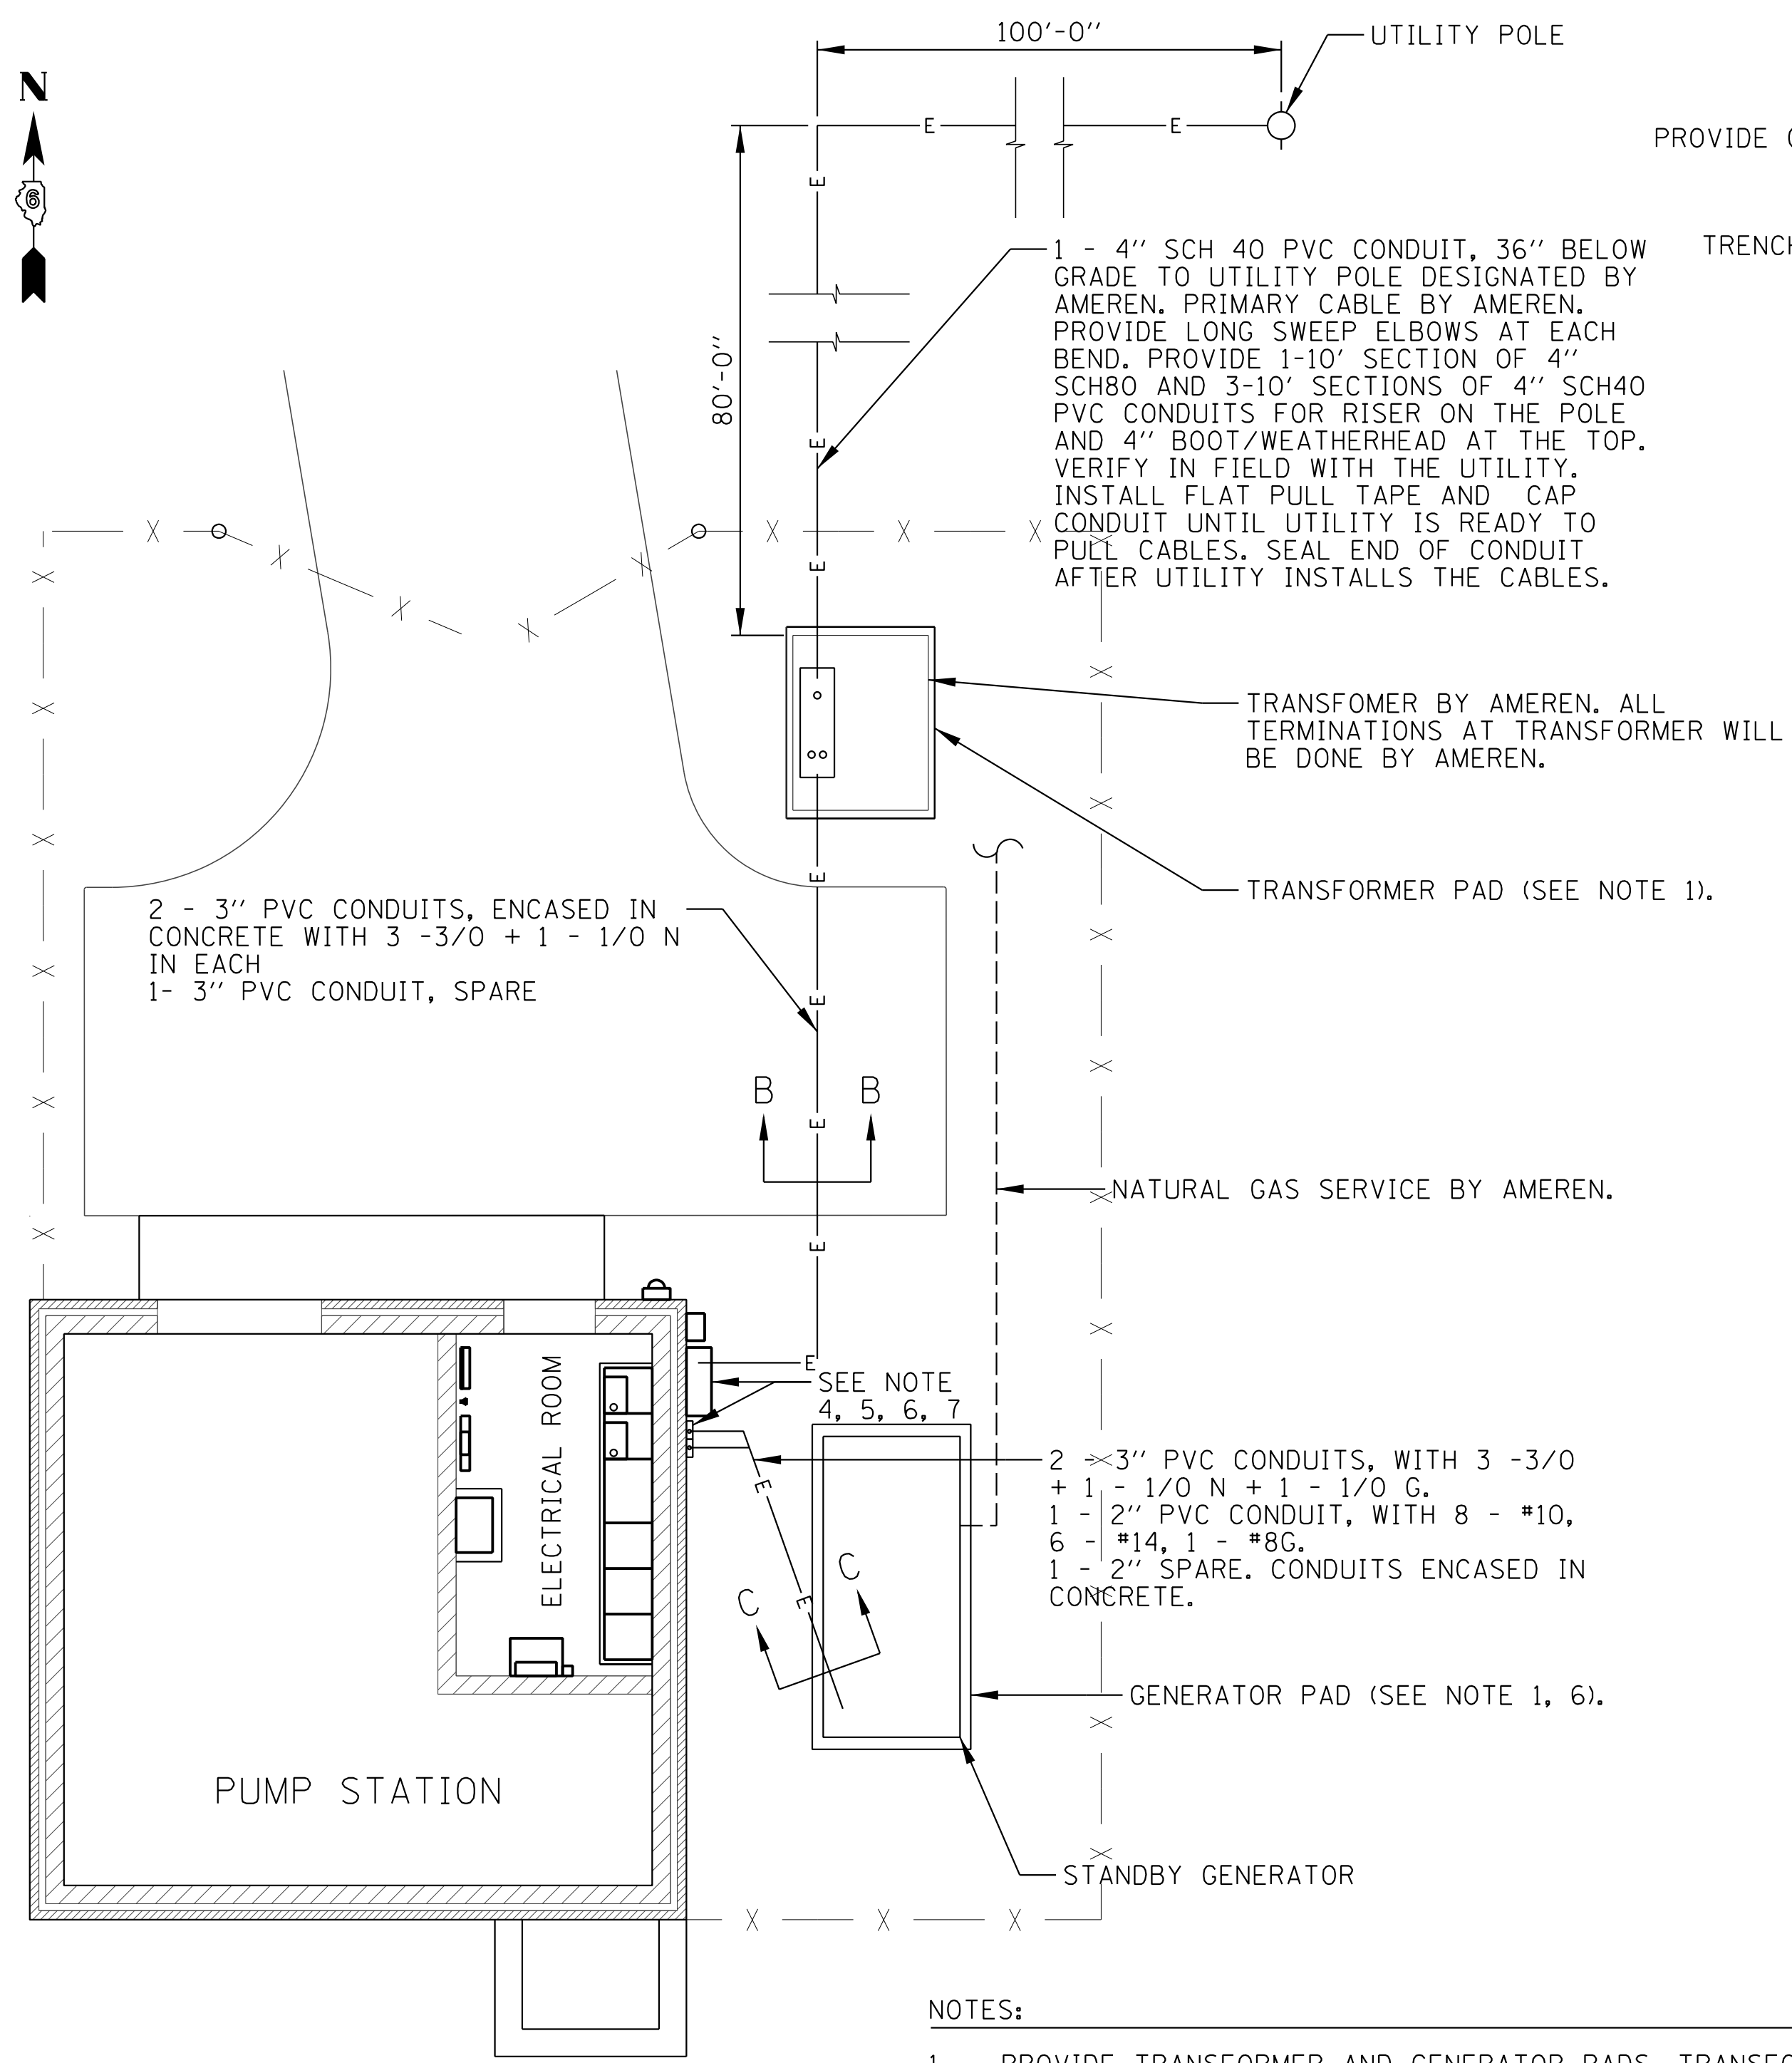 100'-0"
UTILITY POLE
N
6
E
E
E
PROVIDE
TRENCH
80'-0"
1 - 4" SCH 40 PVC CONDUIT, 36" BELOW
GRADE TO UTILITY POLE DESIGNATED BY
AMEREN. PRIMARY CABLE BY AMEREN.
PROVIDE LONG SWEEP ELBOWS AT EACH
BEND. PROVIDE 1-10' SECTION OF 4"
SCH80 AND 3-10' SECTIONS OF 4" SCH40
PVC CONDUITS FOR RISER ON THE POLE
AND 4" BOOT/WEATHERHEAD AT THE TOP.
VERIFY IN FIELD WITH THE UTILITY.
INSTALL FLAT PULL TAPE AND CAP
CONDUIT UNTIL UTILITY IS READY TO
PULL CABLES. SEAL END OF CONDUIT
AFTER UTILITY INSTALLS THE CABLES.
E
E
TRANSFOMER BY AMEREN. ALL
TERMINATIONS AT TRANSFORMER WILL
BE DONE BY AMEREN.
E
TRANSFORMER PAD (SEE NOTE 1).
2 - 3" PVC CONDUITS, ENCASED IN
CONCRETE WITH 3 -3/0 + 1 - 1/0 N
IN EACH
1- 3" PVC CONDUIT, SPARE
E
B B
E
NATURAL GAS SERVICE BY AMEREN.
E
E
SEE NOTE
4, 5, 6, 7
ELECTRICAL ROOM
2 - 3" PVC CONDUITS, WITH 3 -3/0
+ 1 - 1/0 N + 1 - 1/0 G.
1 - 2" PVC CONDUIT, WITH 8 - #10,
6 - #14, 1 - #8G.
1 - 2" SPARE. CONDUITS ENCASED IN
CONCRETE.
E
C C
E
GENERATOR PAD (SEE NOTE 1, 6).
PUMP STATION
STANDBY GENERATOR
NOTES:
1. PROVIDE TRANSFORMER AND GENERATOR PADS. TRANSF